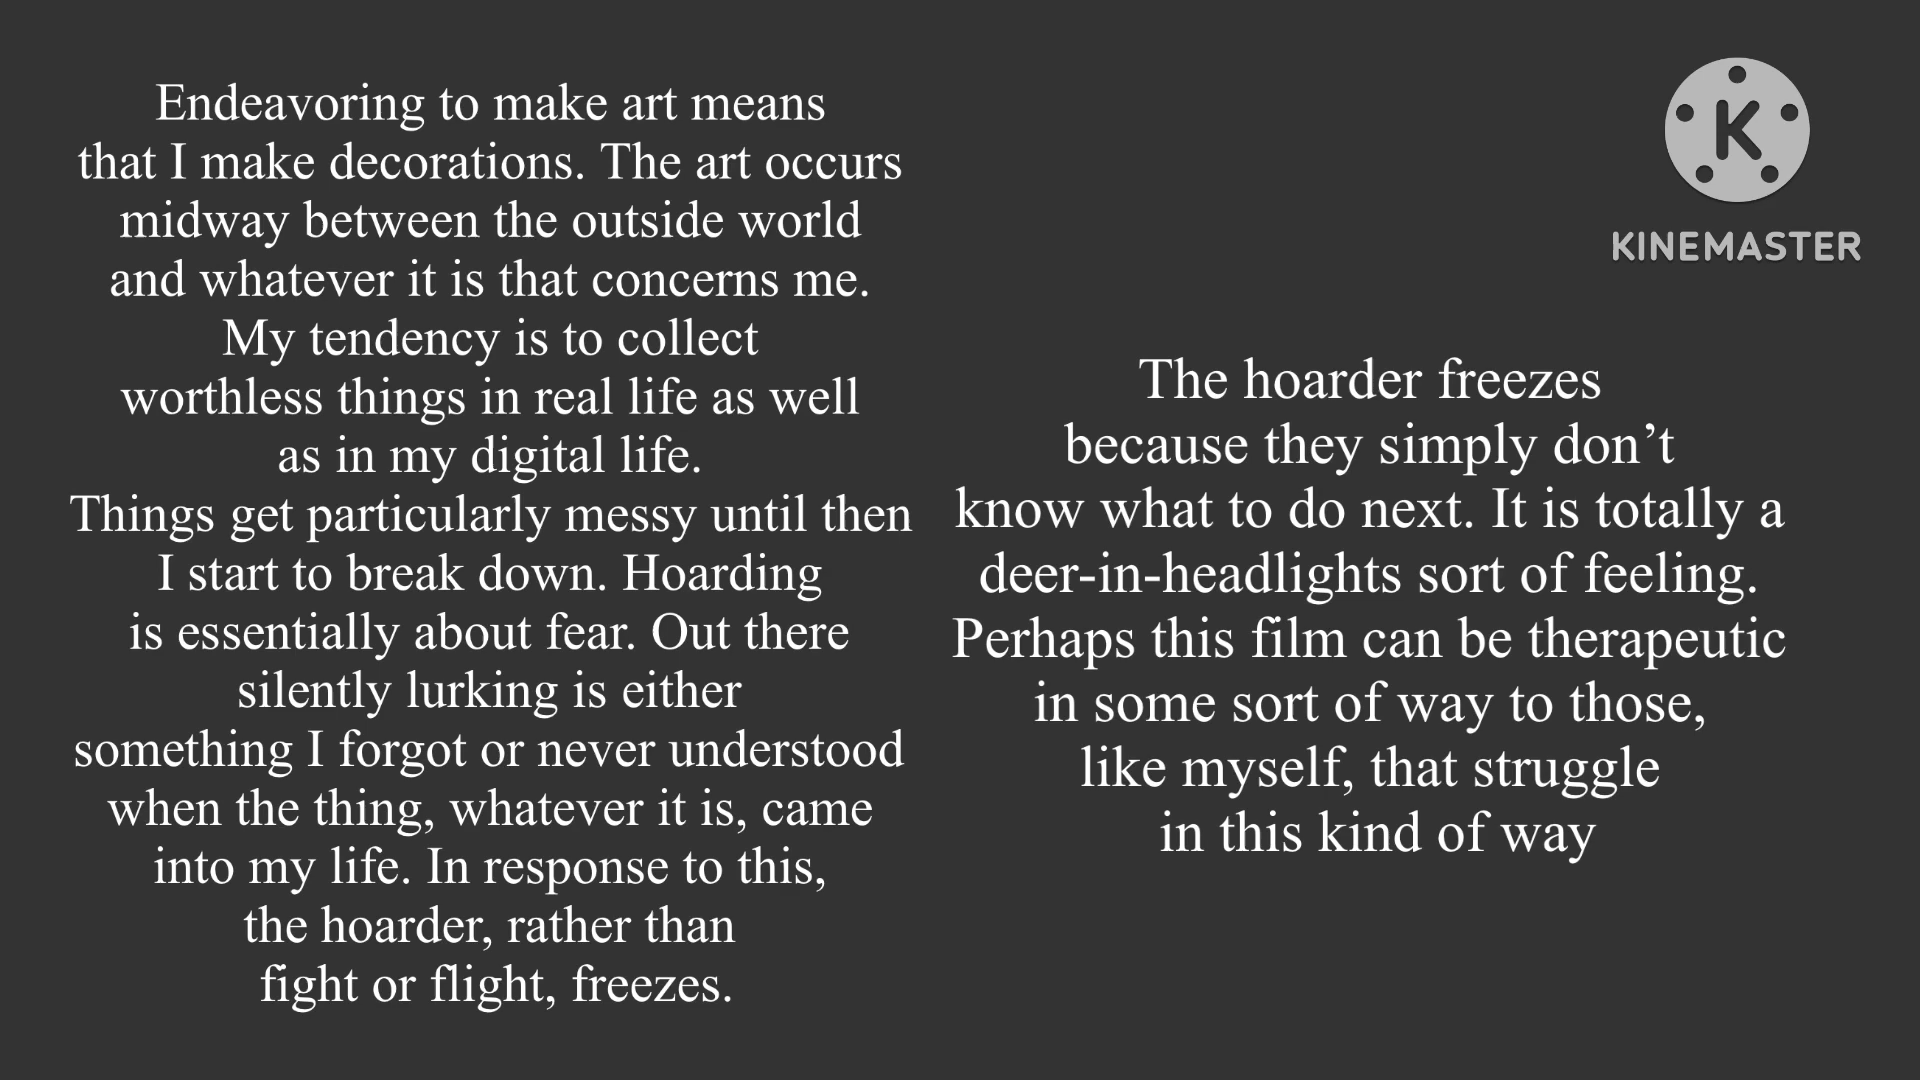 Endeavoring to make art means
that I make decorations. The art occurs
midway between the outside world
and whatever it is that concerns me.
My tendency is to collect
worthless things in real life as well
as in my digital life.
Things get particularly messy until then
I start to break down. Hoarding
is essentially about fear. Out there
silently lurking is either
something I forgot or never understood
when the thing, whatever it is, came
into my life. In response to this,
the hoarder, rather than
fight or flight, freezes.
The hoarder freezes
because they simply don’t
know what to do next. It is totally a
deer-in-headlights sort of feeling.
Perhaps this film can be therapeutic
in some sort of way to those,
like myself, that struggle
in this kind of way
K
KINEMASTER